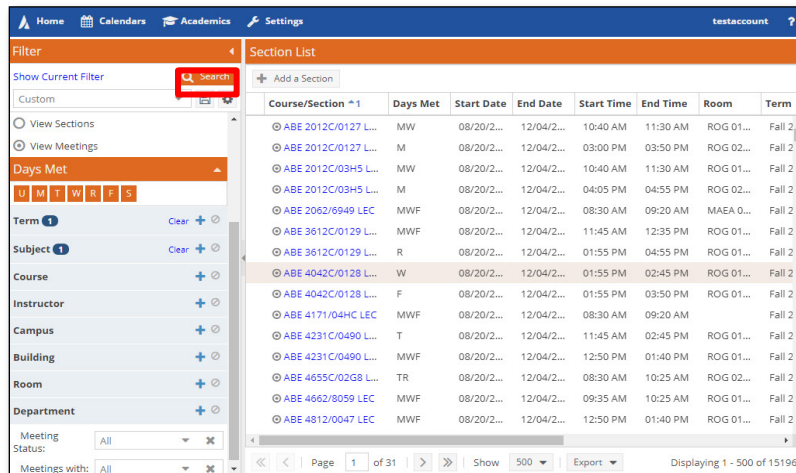 Home Calendars Academics Settings testaccount ?
Filter
Show Current Filter Search
Custom
View Sections
View Meetings
Days Met
U M T W R F S
Term 1 Clear
Subject 1 Clear
Course
Instructor
Campus
Building
Room
Department
Meeting Status: All
Meetings with: All
Section List
Add a Section
Course/Section 1 Days Met Start Date End Date Start Time End Time Room Term
ABE 2012C/0127 L... MW 08/20/2... 12/04/2... 10:40 AM 11:30 AM ROG 01... Fall 2
ABE 2012C/0127 L... M 08/20/2... 12/04/2... 03:00 PM 03:50 PM ROG 02... Fall 2
ABE 2012C/03H5 L... MW 08/20/2... 12/04/2... 10:40 AM 11:30 AM ROG 01... Fall 2
ABE 2012C/03H5 L... M 08/20/2... 12/04/2... 04:05 PM 04:55 PM ROG 02... Fall 2
ABE 2062/6949 LEC MWF 08/20/2... 12/04/2... 08:30 AM 09:20 AM MAEA 0... Fall 2
ABE 3612C/0129 L... MWF 08/20/2... 12/04/2... 11:45 AM 12:35 PM ROG 01... Fall 2
ABE 3612C/0129 L... R 08/20/2... 12/04/2... 01:55 PM 04:55 PM ROG 01... Fall 2
ABE 4042C/0128 L... W 08/20/2... 12/04/2... 01:55 PM 02:45 PM ROG 01... Fall 2
ABE 4042C/0128 L... F 08/20/2... 12/04/2... 01:55 PM 03:50 PM ROG 01... Fall 2
ABE 4171/04HC LEC MWF 08/20/2... 12/04/2... 08:30 AM 09:20 AM Fall 2
ABE 4231C/0490 L... T 08/20/2... 12/04/2... 11:45 AM 02:45 PM ROG 01... Fall 2
ABE 4231C/0490 L... MWF 08/20/2... 12/04/2... 12:50 PM 01:40 PM ROG 01... Fall 2
ABE 4655C/02G8 L... TR 08/20/2... 12/04/2... 08:30 AM 10:25 AM ROG 02... Fall 2
ABE 4662/8059 LEC MWF 08/20/2... 12/04/2... 09:35 AM 10:25 AM ROG 01... Fall 2
ABE 4812/0047 LEC MWF 08/20/2... 12/04/2... 12:50 PM 01:40 PM ROG 01... Fall 2
Page 1 of 31 Show 500 Export Displaying 1 - 500 of 15196